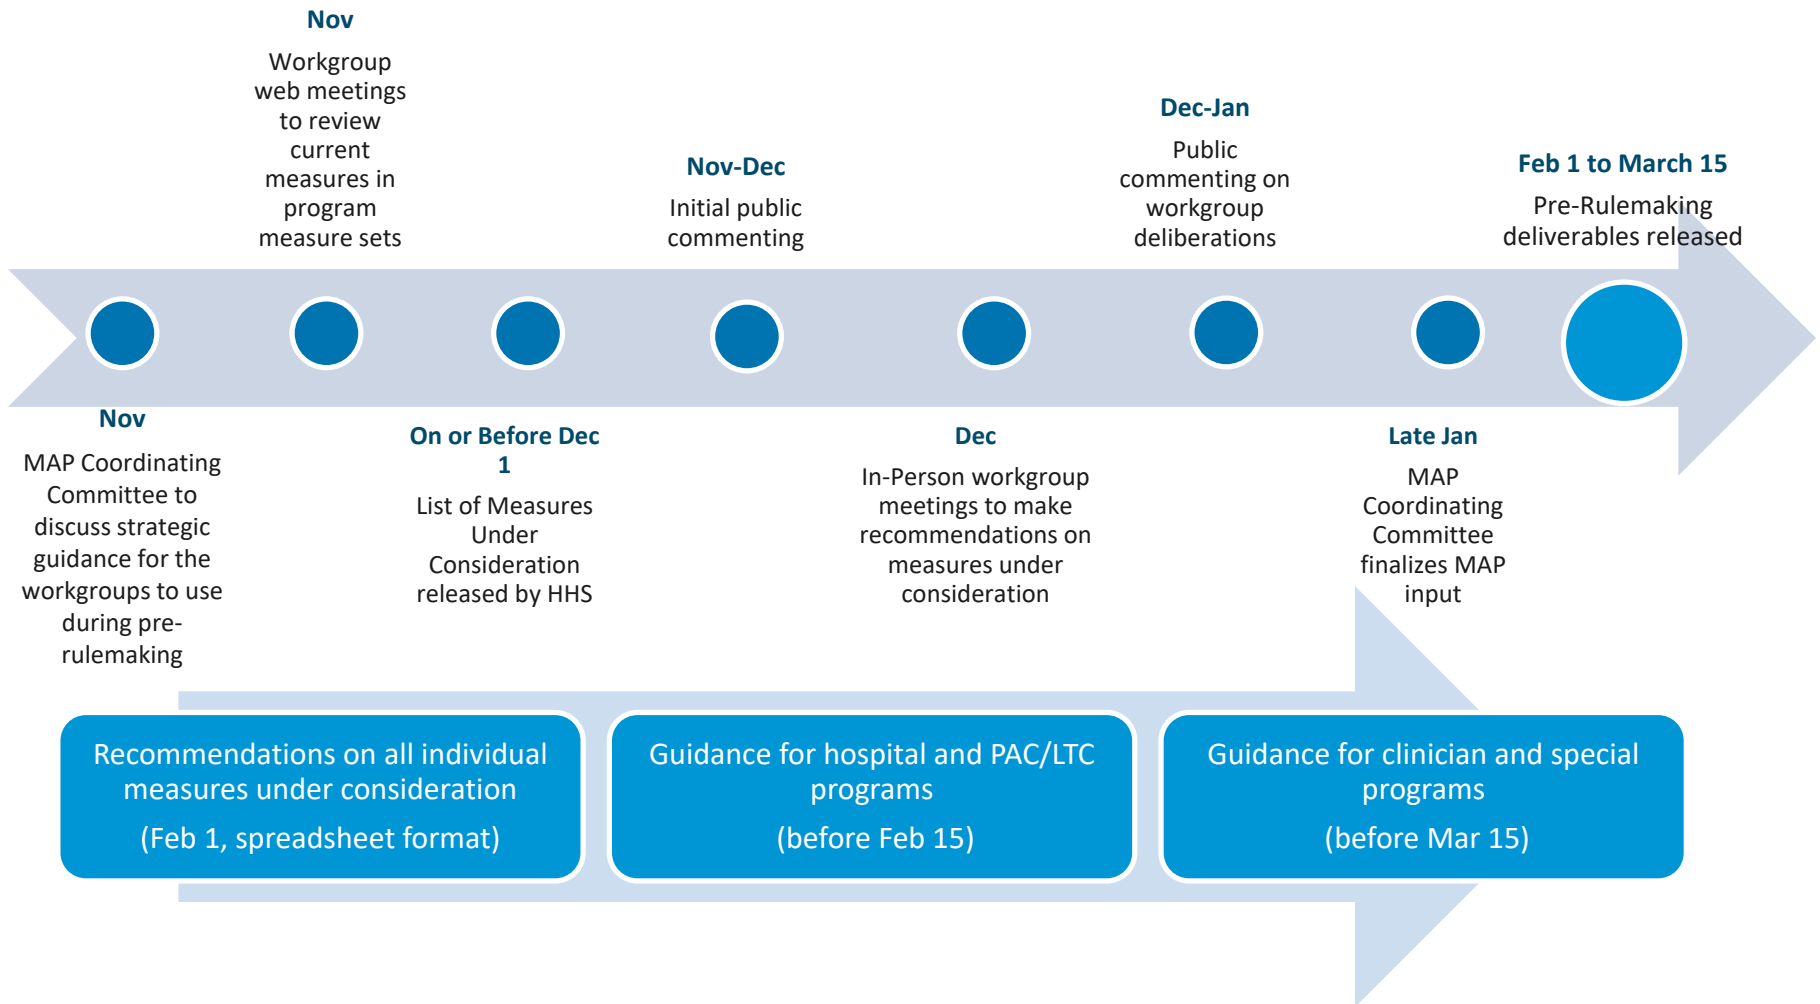 Nov
Workgroup
web meetings
to review
current
measures in
program
measure sets
Nov-Dec
Initial public
commenting
Dec-Jan
Public
commenting on
workgroup
deliberations
Feb 1 to March 15
Pre-Rulemaking
deliverables released
Nov
MAP Coordinating
Committee to
discuss strategic
guidance for the
workgroups to use
during pre-
rulemaking
On or Before Dec
1
List of Measures
Under
Consideration
released by HHS
Dec
In-Person workgroup
meetings to make
recommendations on
measures under
consideration
Late Jan
MAP
Coordinating
Committee
finalizes MAP
input
Recommendations on all individual
measures under consideration
(Feb 1, spreadsheet format)
Guidance for hospital and PAC/LTC
programs
(before Feb 15)
Guidance for clinician and special
programs
(before Mar 15)